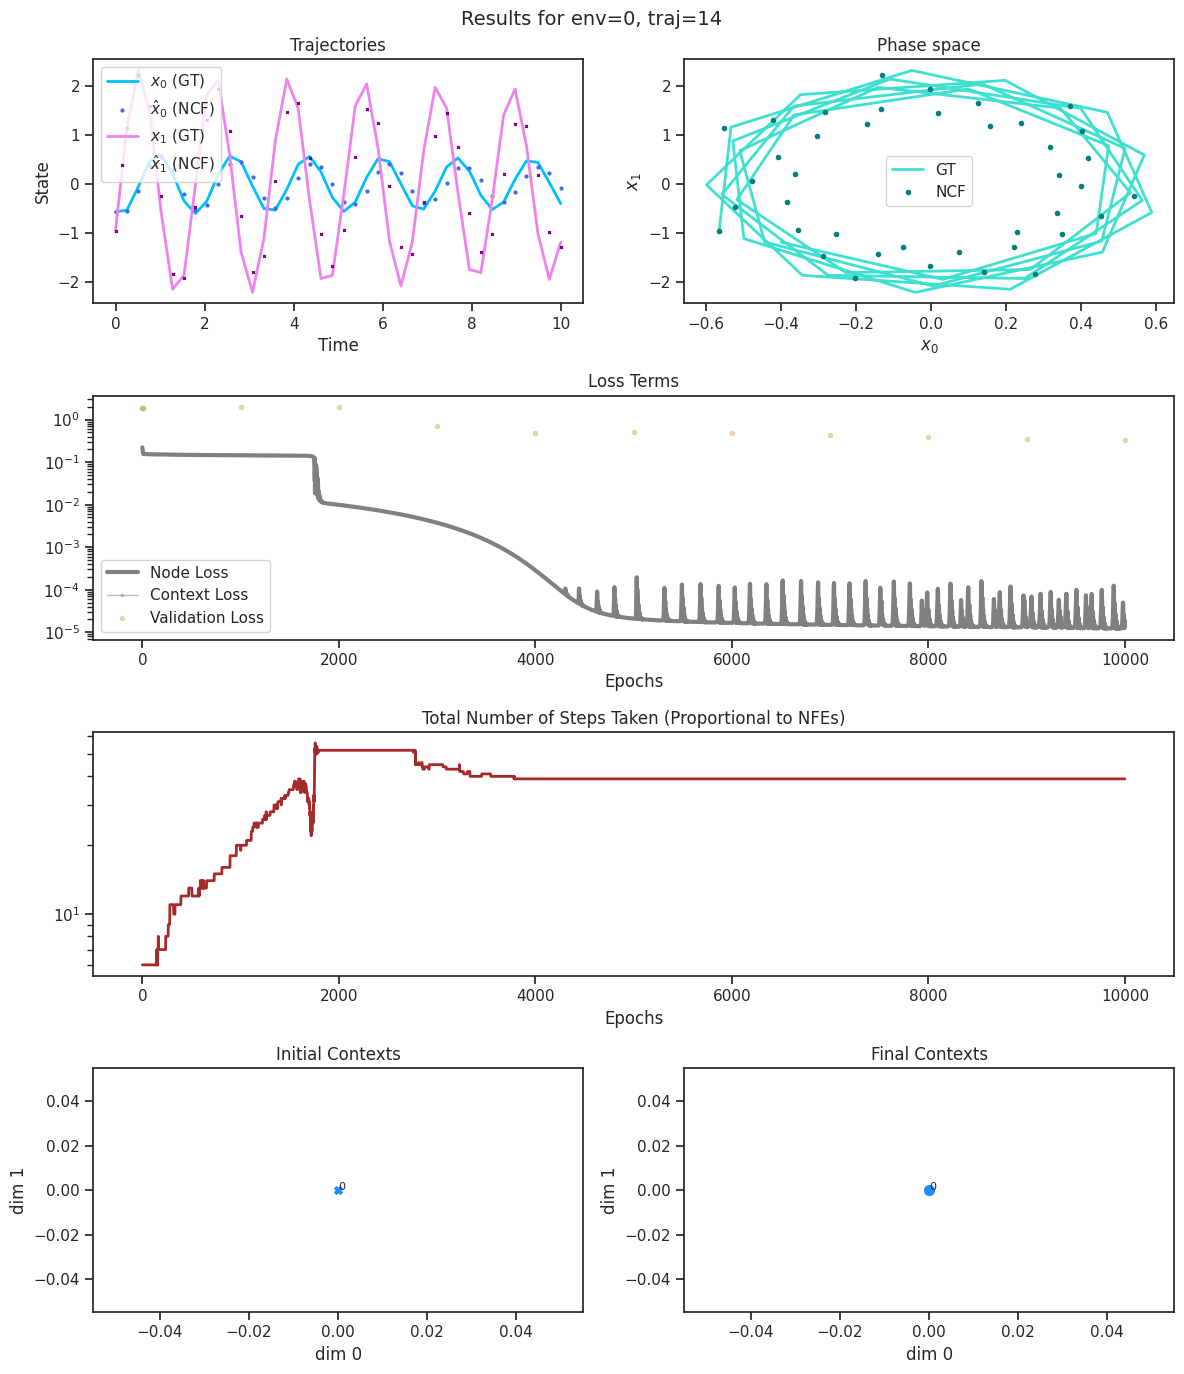 Results for env=0, traj=14
Trajectories
Phase space
2
1
0
−1
−2
State
x₀ (GT)
x̂₀ (NCF)
x₁ (GT)
x̂₁ (NCF)
0 2 4 6 8 10
Time
2
1
0
−1
−2
x₁
GT
NCF
−0.6 −0.4 −0.2 0.0 0.2 0.4 0.6
x₀
Loss Terms
10⁰
10⁻¹
10⁻²
10⁻³
10⁻⁴
10⁻⁵
Node Loss
Context Loss
Validation Loss
0 2000 4000 6000 8000 10000
Epochs
Total Number of Steps Taken (Proportional to NFEs)
10¹
0 2000 4000 6000 8000 10000
Epochs
Initial Contexts
Final Contexts
0.04
0.02
0.00
−0.02
−0.04
dim 1
0
−0.04 −0.02 0.00 0.02 0.04
dim 0
0.04
0.02
0.00
−0.02
−0.04
dim 1
0
−0.04 −0.02 0.00 0.02 0.04
dim 0